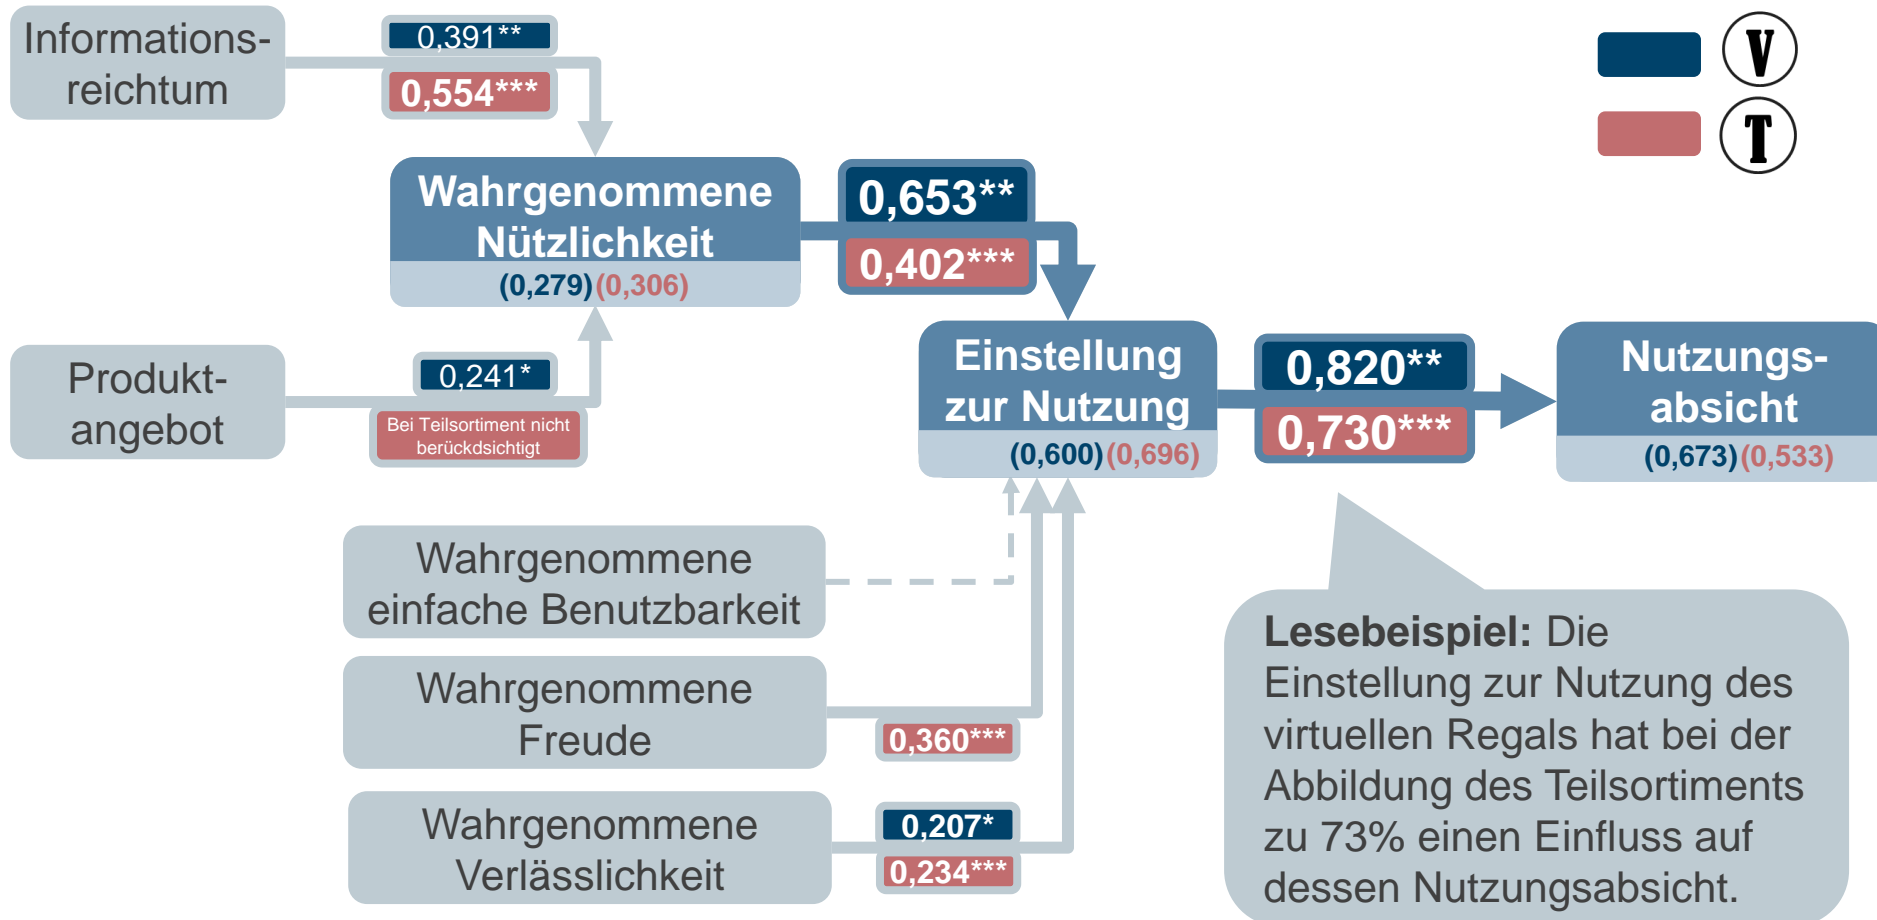 Informations-
reichtum
0,391**
0,554***
V
T
Wahrgenommene
Nützlichkeit
(0,279)(0,306)
0,653**
0,402***
Produkt-
angebot
0,241*
Bei Teilsortiment nicht
berückdsichtigt
Einstellung
zur Nutzung
(0,600)(0,696)
0,820**
0,730***
Nutzungs-
absicht
(0,673)(0,533)
Wahrgenommene
einfache Benutzbarkeit
Wahrgenommene
Freude
0,360***
Wahrgenommene
Verlässlichkeit
0,207*
0,234***
Lesebeispiel: Die
Einstellung zur Nutzung des
virtuellen Regals hat bei der
Abbildung des Teilsortiments
zu 73% einen Einfluss auf
dessen Nutzungsabsicht.